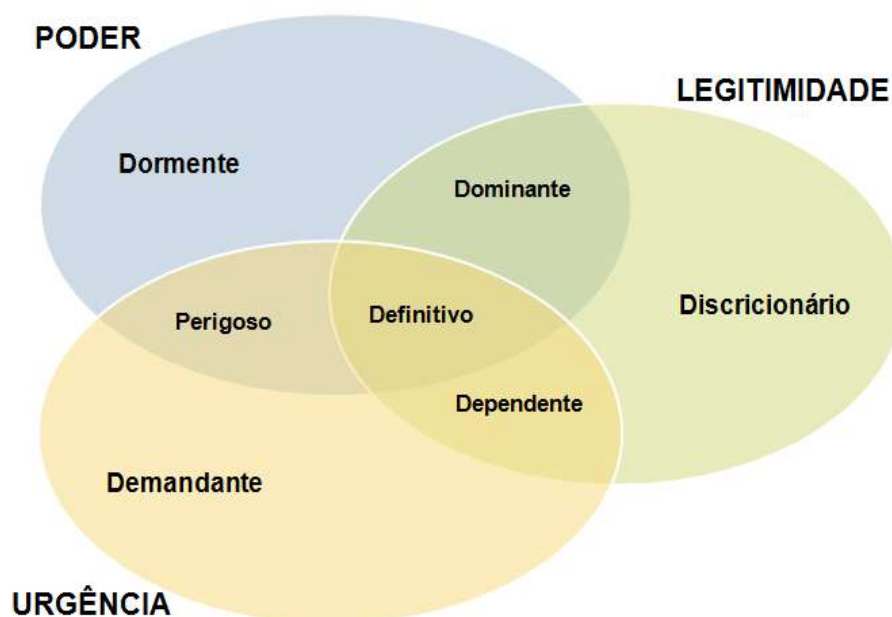 PODER
LEGITIMIDADE
Dormente
Dominante
Discricionário
Perigoso
Definitivo
Dependente
Demandante
URGÊNCIA